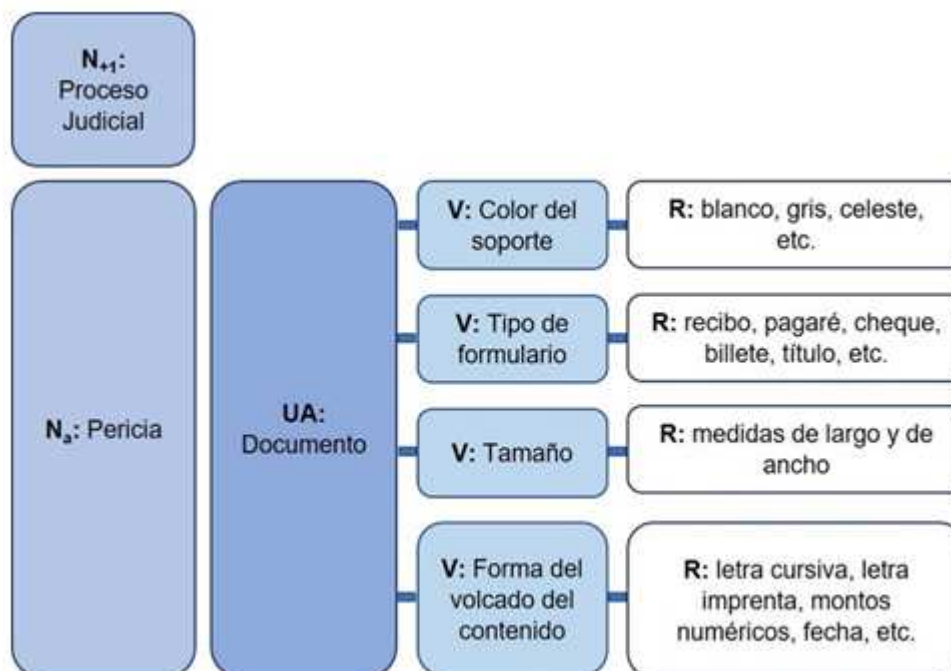 N+1:
Proceso
Judicial
Na: Pericia
UA:
Documento
V: Color del
soporte
R: blanco, gris, celeste,
etc.
V: Tipo de
formulario
R: recibo, pagaré, cheque,
billete, título, etc.
V: Tamaño
R: medidas de largo y de
ancho
V: Forma del
volcado del
contenido
R: letra cursiva, letra
imprenta, montos
numéricos, fecha, etc.